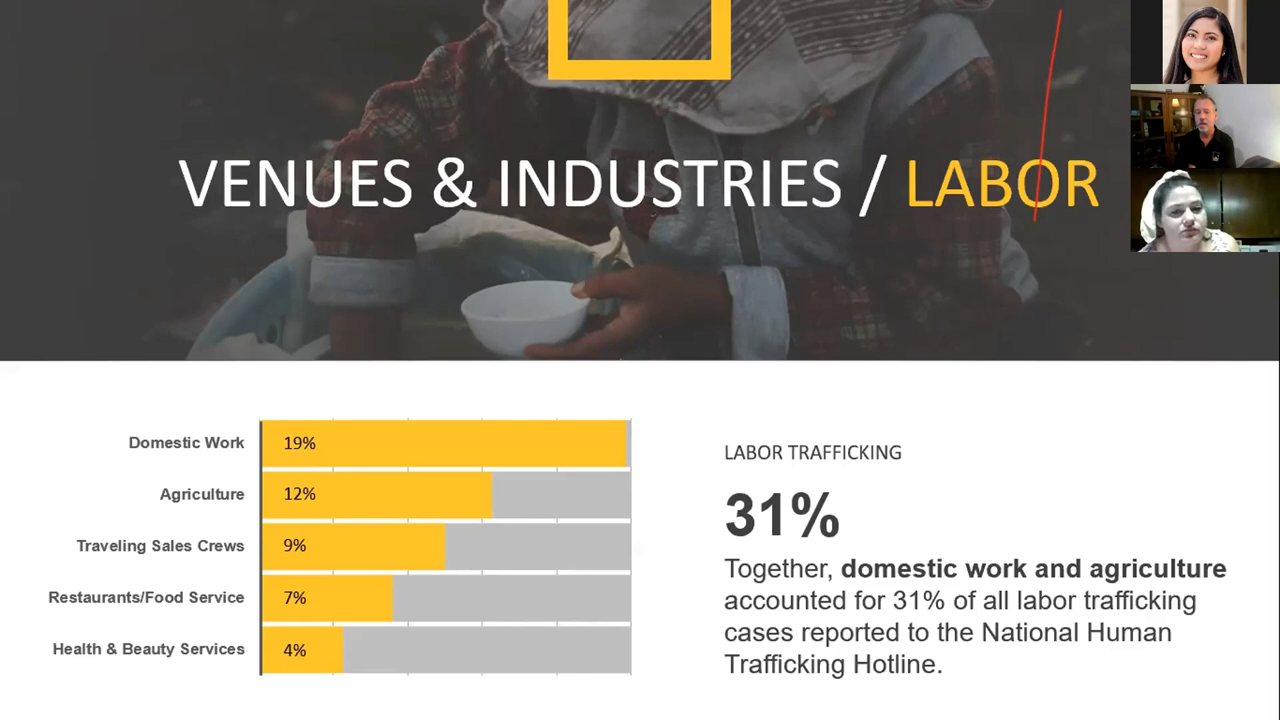 VENUES & INDUSTRIES / LABOR
Domestic Work 19%
Agriculture 12%
Traveling Sales Crews 9%
Restaurants/Food Service 7%
Health & Beauty Services 4%
LABOR TRAFFICKING
31%
Together, domestic work and agriculture
accounted for 31% of all labor trafficking
cases reported to the National Human
Trafficking Hotline.